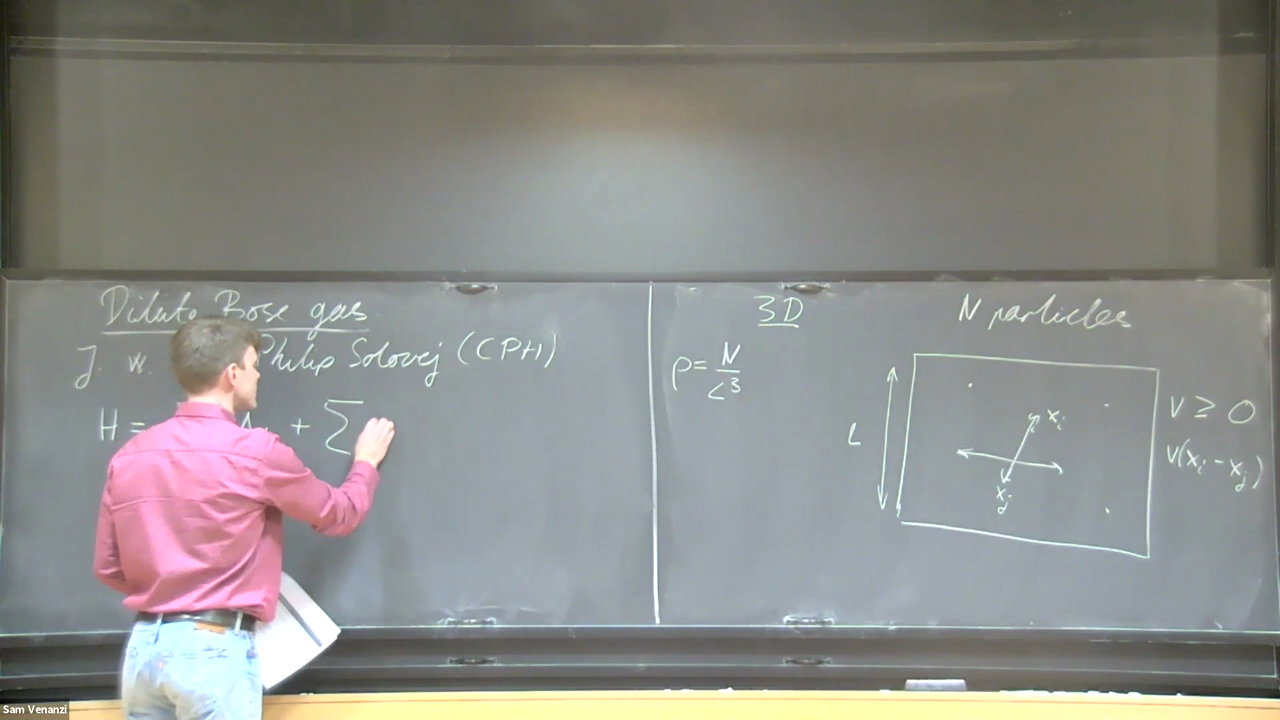 Dilute Bose gas
J. w. Philip Solovej (CPH)
H = Δ + Σ
3D
ρ = N/L³
N particles
L
x_i
x_j
V ≥ 0
V(x_i - x_j)
Sam Venanzi